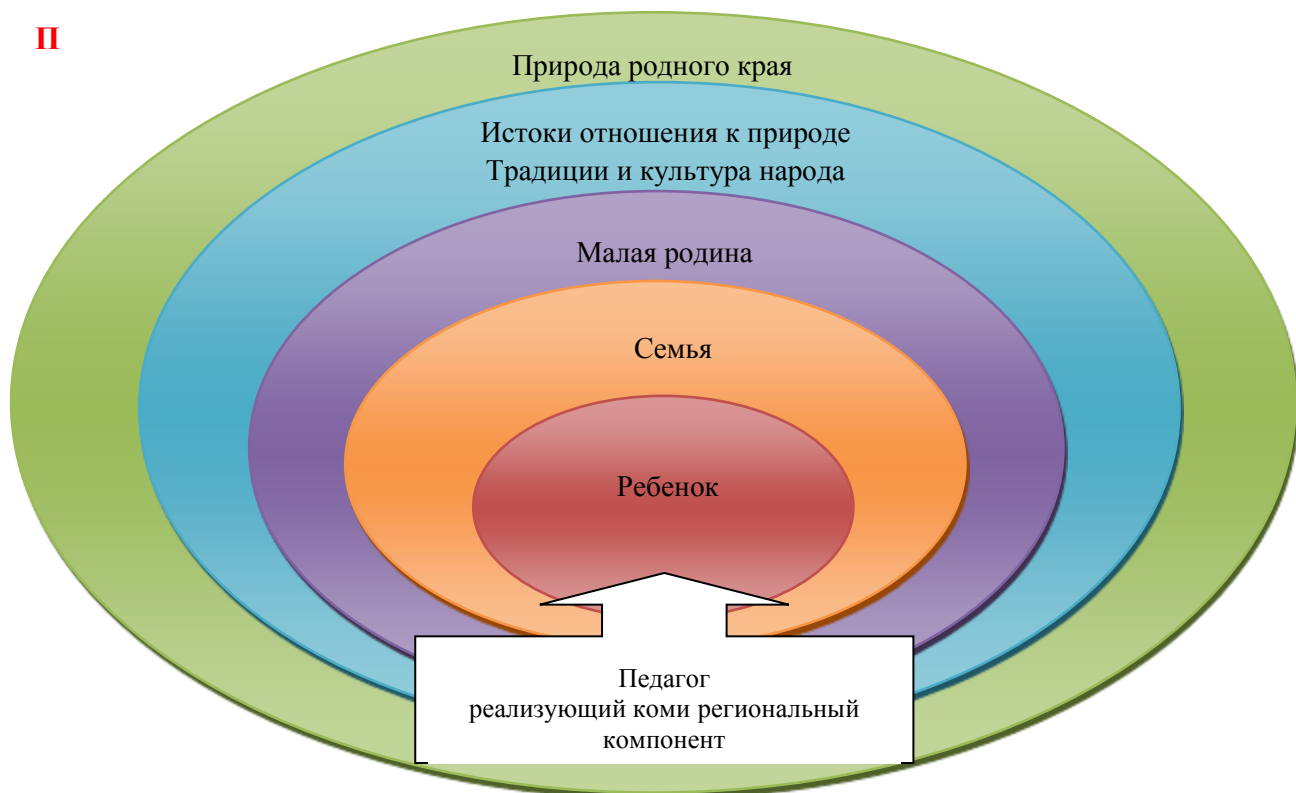 П
Природа родного края
Истоки отношения к природе
Традиции и культура народа
Малая родина
Семья
Ребенок
Педагог
реализующий коми региональный
компонент